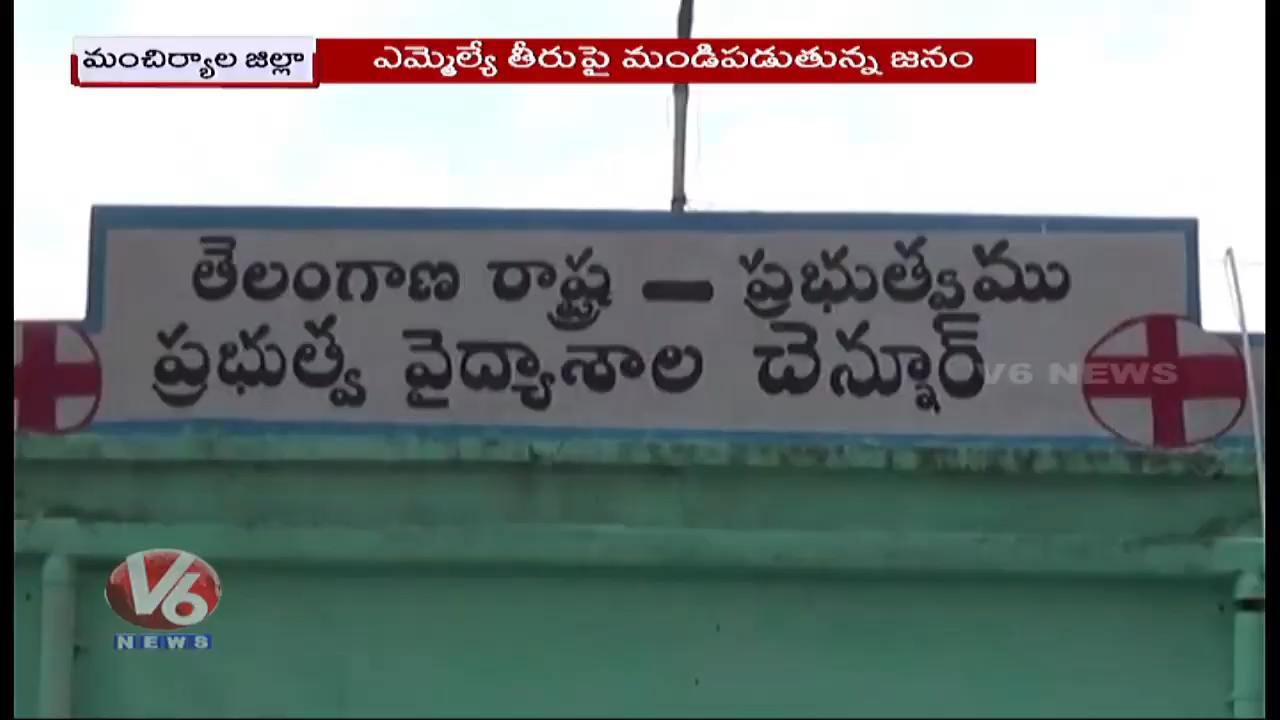 మంచిర్యాల జిల్లా
ఎమ్మెల్యే తీరుపై మండిపడుతున్న జనం
తెలంగాణ రాష్ట్ర – ప్రభుత్వము
ప్రభుత్వ వైద్యాశాల చెన్నూర్
V6 NEWS
V6
NEWS